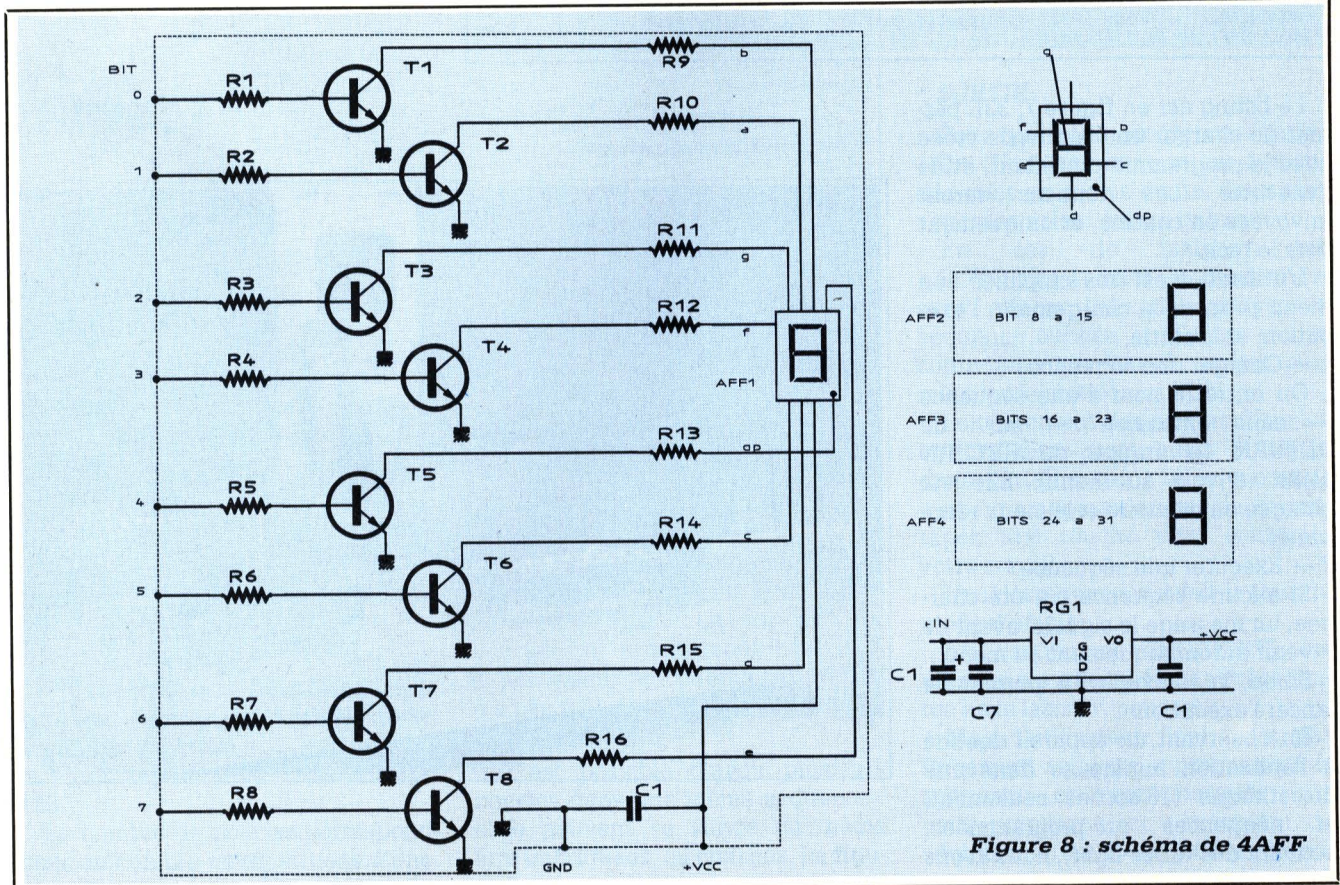 BIT
0
R1
T1
R9
b
1
R2
T2
R10
a
2
R3
T3
R11
g
3
R4
T4
R12
f
AFF1
4
R5
T5
R13
dp
5
R6
T6
R14
c
6
R7
T7
R15
d
7
R8
T8
R16
e
C1
GND
+VCC
a
f
b
e
d
dp
AFF2 BIT 8 a 15
AFF3 BITS 16 a 23
AFF4 BITS 24 a 31
RG1
+IN
VI
VO
GND
+VCC
C1
+
C7
C1
Figure 8 : schéma de 4AFF